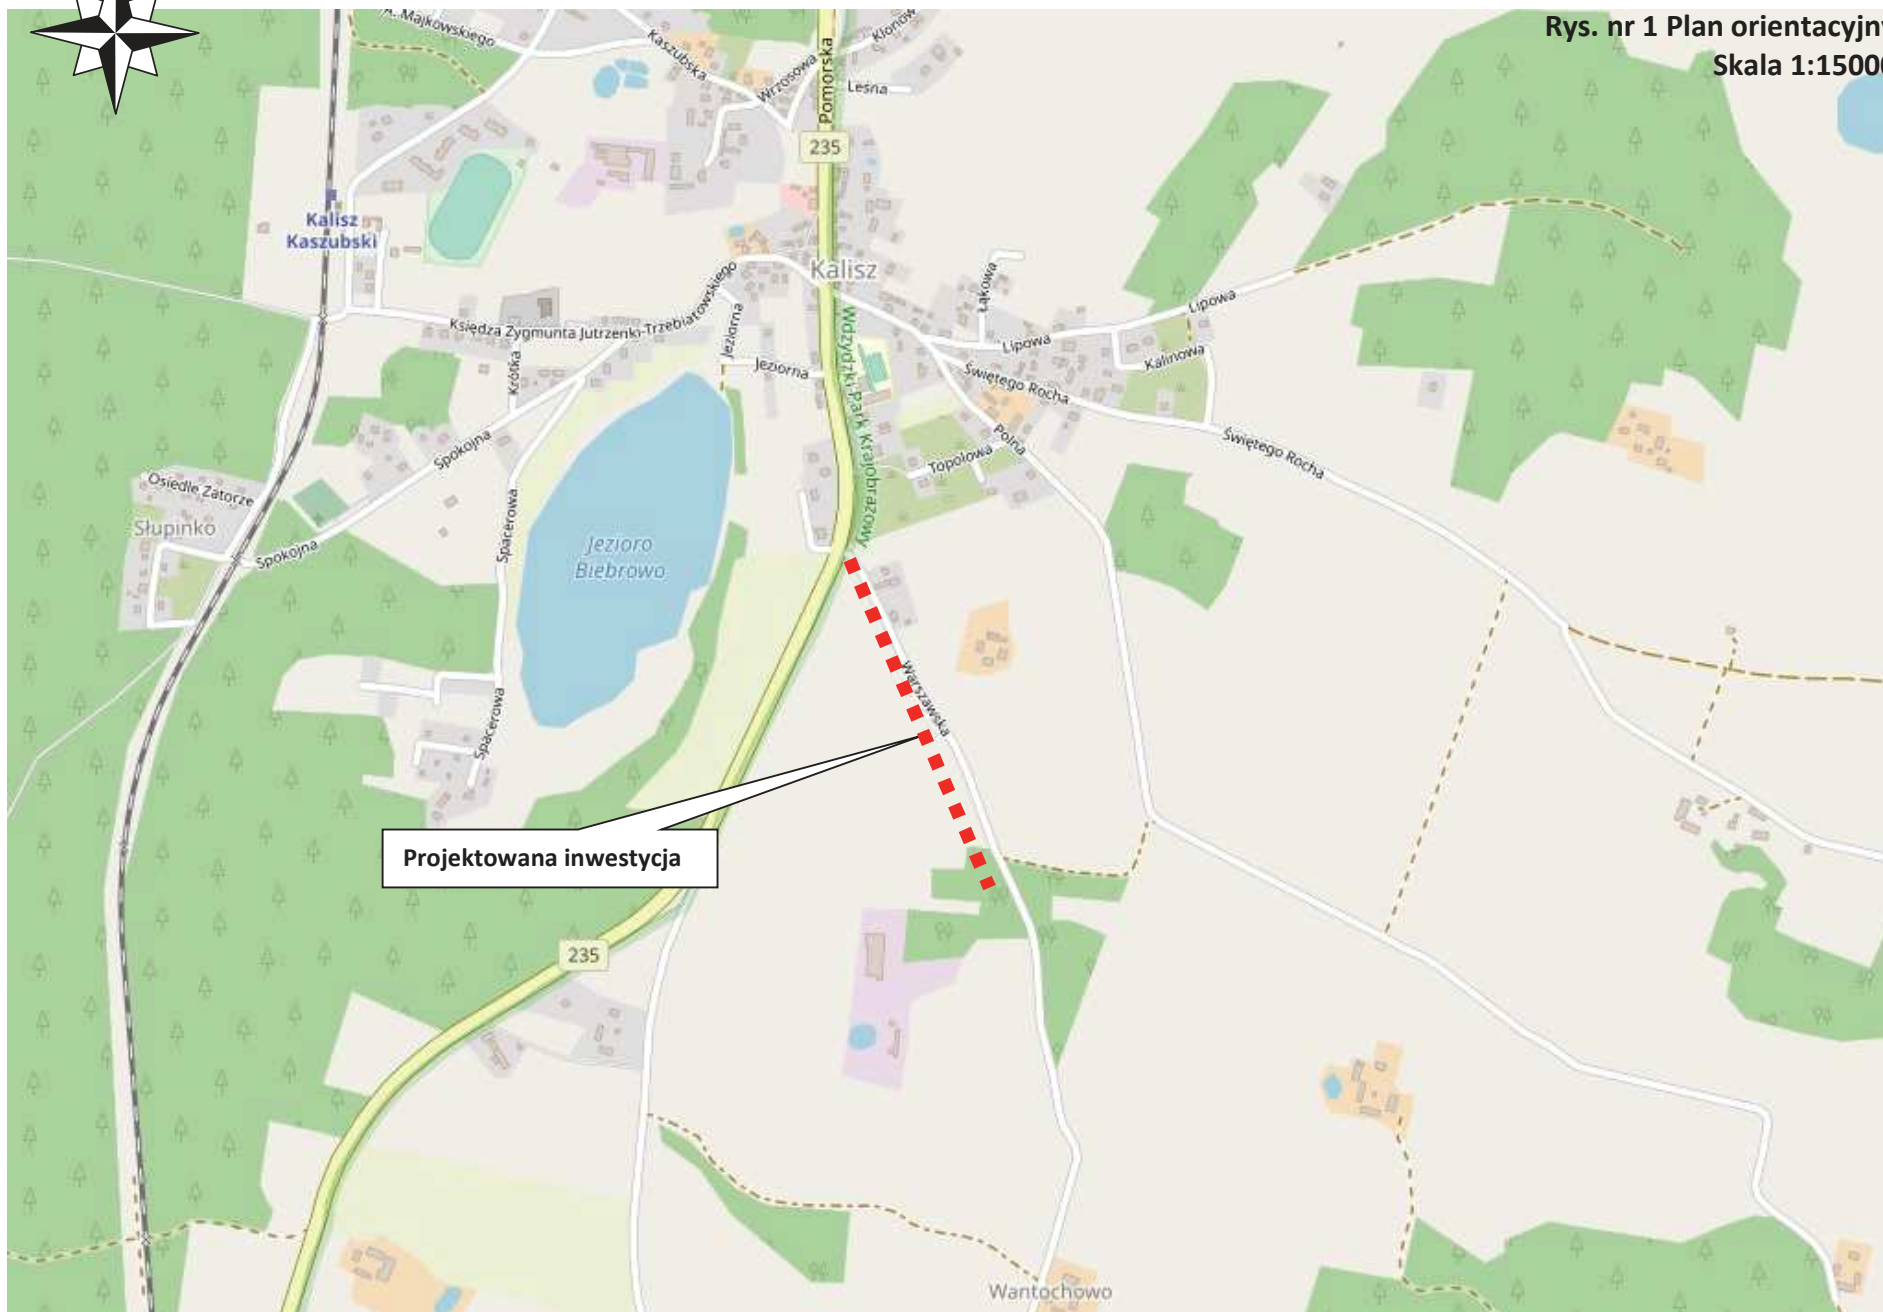 Rys. nr 1 Plan orientacyjny
Skala 1:15000
A. Majkowskiego
Kaszubska
Pomorska
Klonow
Wrzosowa
Leśna
235
Kalisz
Kaszubski
Kalisz
Łąkowa
Lipowa
Księdza Zygmunta Jutrzenki-Trzebiatowskiego
Jeziorna
Wdzydzki Park Krajobrazowy
Lipowa
Kalinowa
Krótka
Jeziorna
Świętego Rocha
Spokojna
Polna
Topolowa
Świętego Rocha
Osiedle Zatorze
Słupinko
Spacerowa
Jezioro
Biebrowo
Spokojna
Warszawska
Spacerowa
Projektowana inwestycja
235
Wantochowo